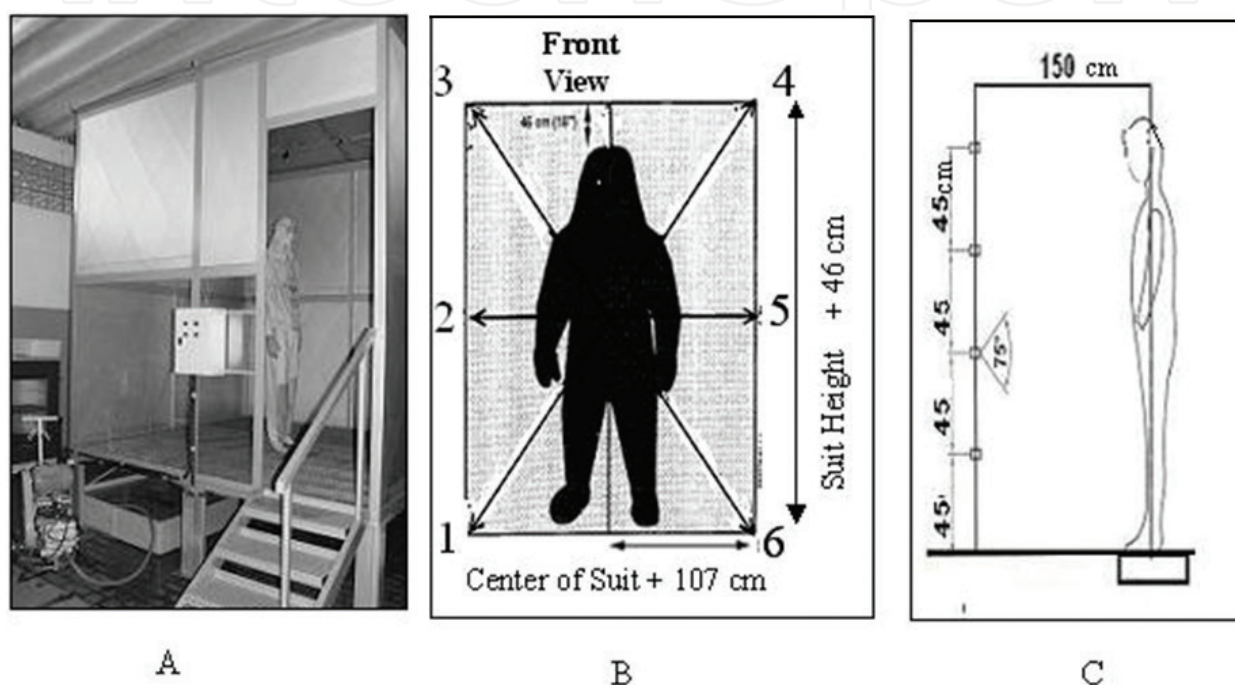 Front
View
3
4
46 cm (18")
2
5
Suit Height + 46 cm
1
6
Center of Suit + 107 cm
150 cm
45cm
45
75°
45
45
A
B
C